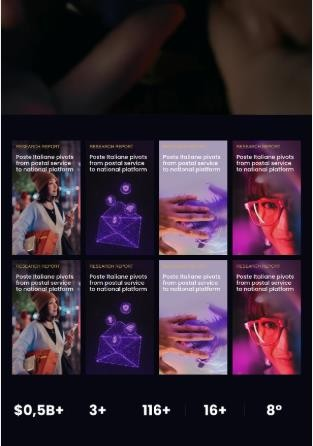 RESEARCH REPORT
Poste Italiane pivots
from postal service
to national platform
RESEARCH REPORT
Poste Italiane pivots
from postal service
to national platform
RESEARCH REPORT
Poste Italiane pivots
from postal service
to national platform
RESEARCH REPORT
Poste Italiane pivots
from postal service
to national platform
RESEARCH REPORT
Poste Italiane pivots
from postal service
to national platform
RESEARCH REPORT
Poste Italiane pivots
from postal service
to national platform
RESEARCH REPORT
Poste Italiane pivots
from postal service
to national platform
RESEARCH REPORT
Poste Italiane pivots
from postal service
to national platform
$0,5B+ 3+ 116+ 16+ 8°